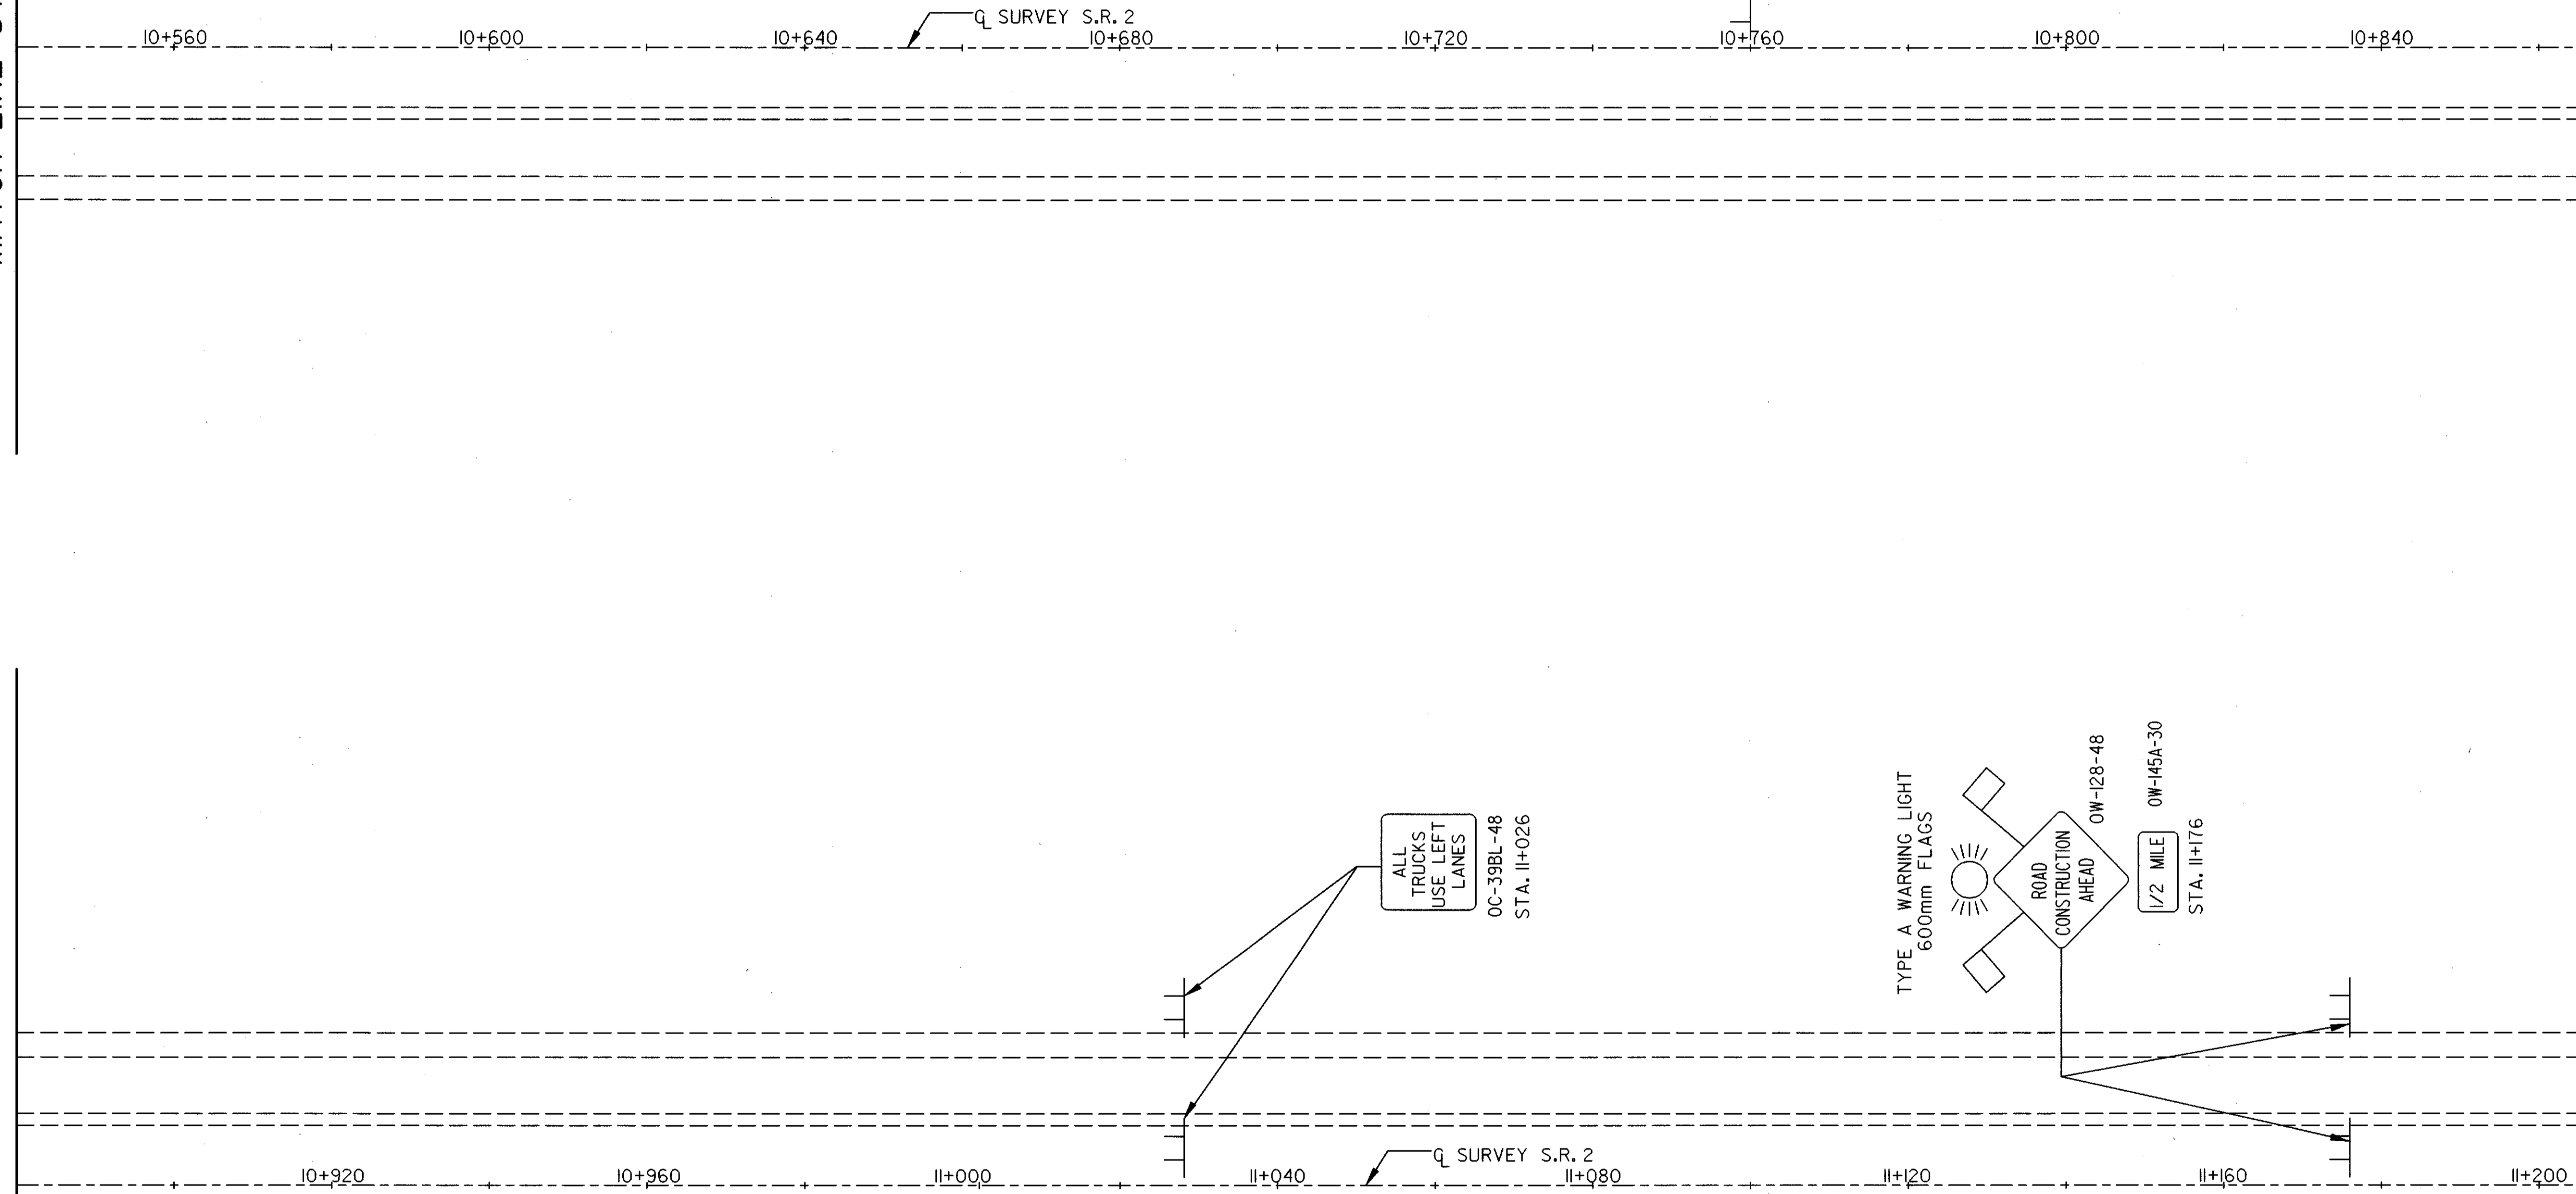 ℄ SURVEY S.R. 2
10+560 10+600 10+640 10+680 10+720 10+760 10+800 10+840
ALL
TRUCKS
USE LEFT
LANES
OC-39BL-48
STA. 11+026
TYPE A WARNING LIGHT
600mm FLAGS
ROAD
CONSTRUCTION
AHEAD
OW-128-48
1/2 MILE
OW-145A-30
STA. 11+176
℄ SURVEY S.R. 2
10+920 10+960 11+000 11+040 11+080 11+120 11+160 11+200